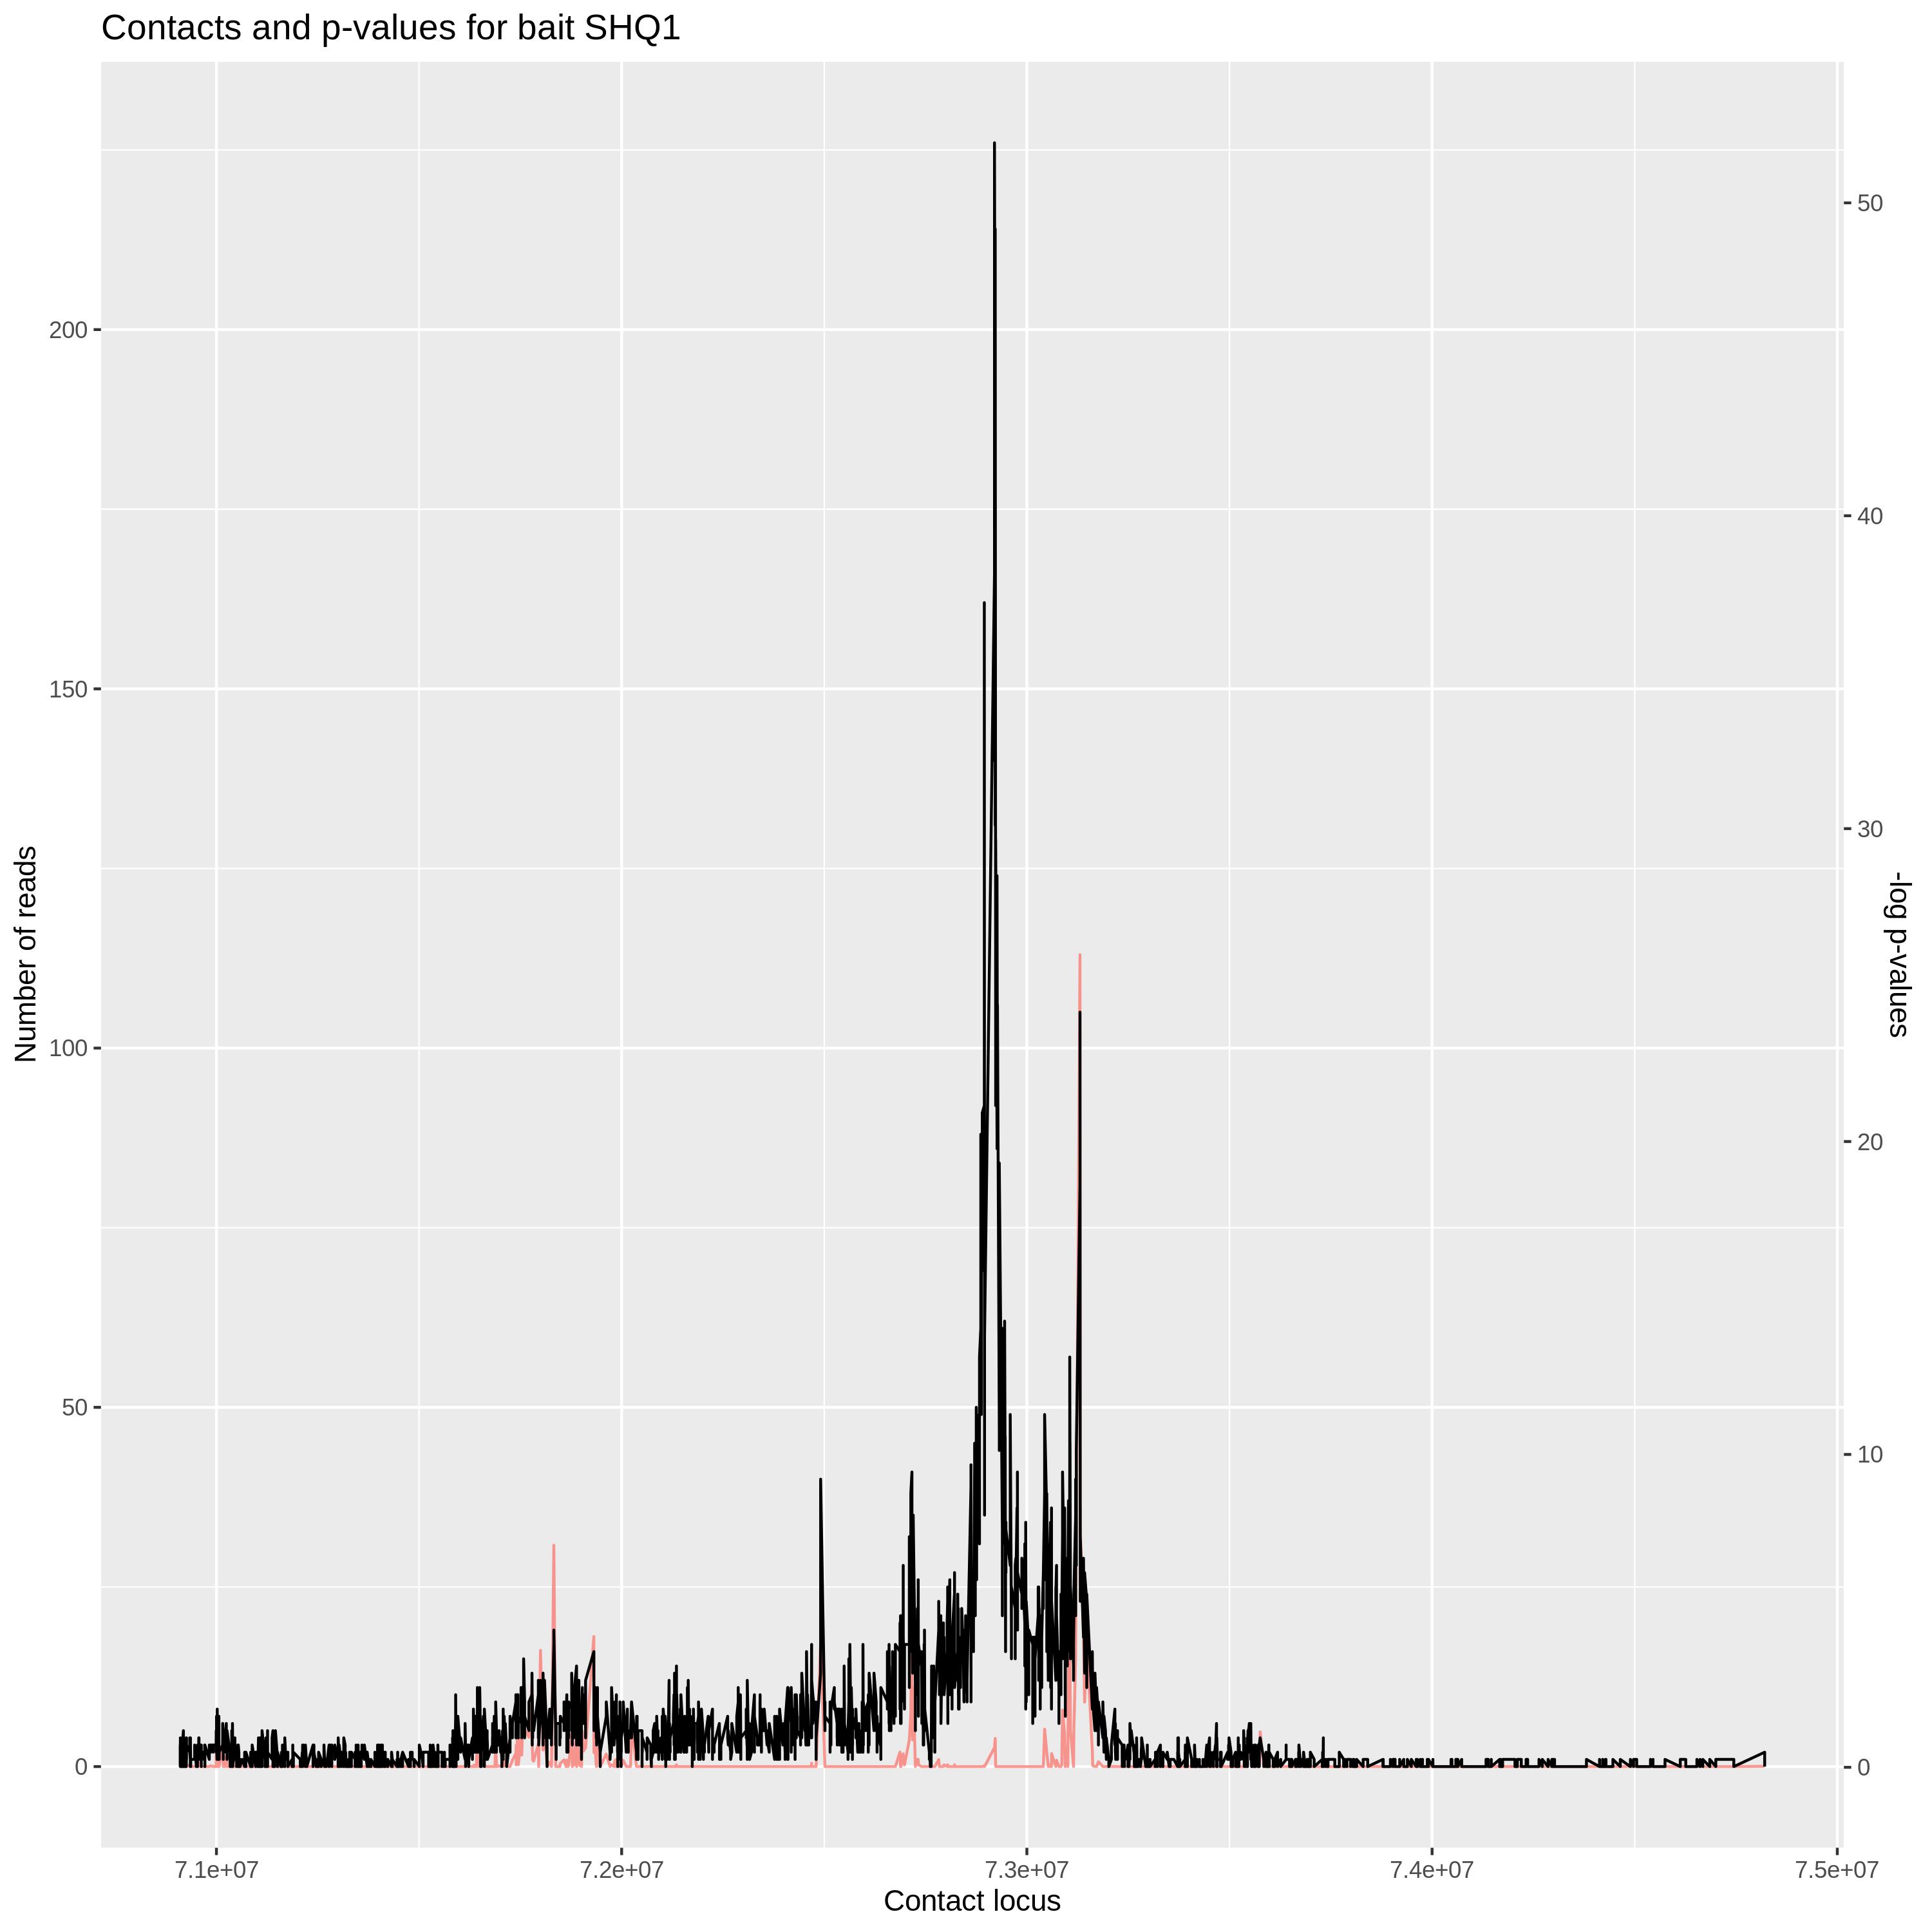 Contacts and p-values for bait SHQ1
200
150
100
50
0
Number of reads
50
40
30
20
10
0
-log p-values
7.1e+07 7.2e+07 7.3e+07 7.4e+07 7.5e+07
Contact locus